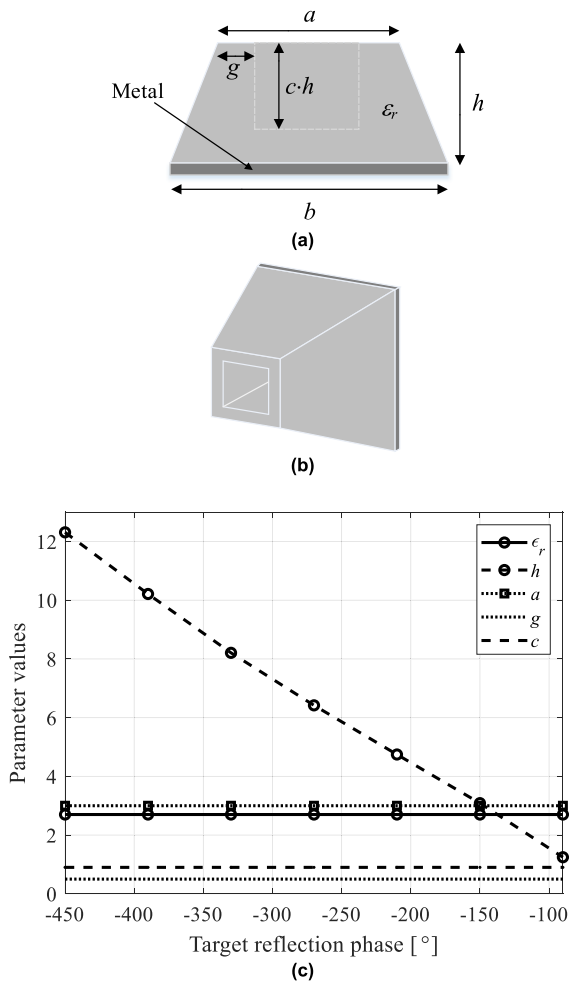 a
g
c·h
Metal
εr
h
b
(a)
(b)
12
10
8
6
4
2
0
Parameter values
ϵr
h
a
g
c
-450
-400
-350
-300
-250
-200
-150
-100
Target reflection phase [°]
(c)